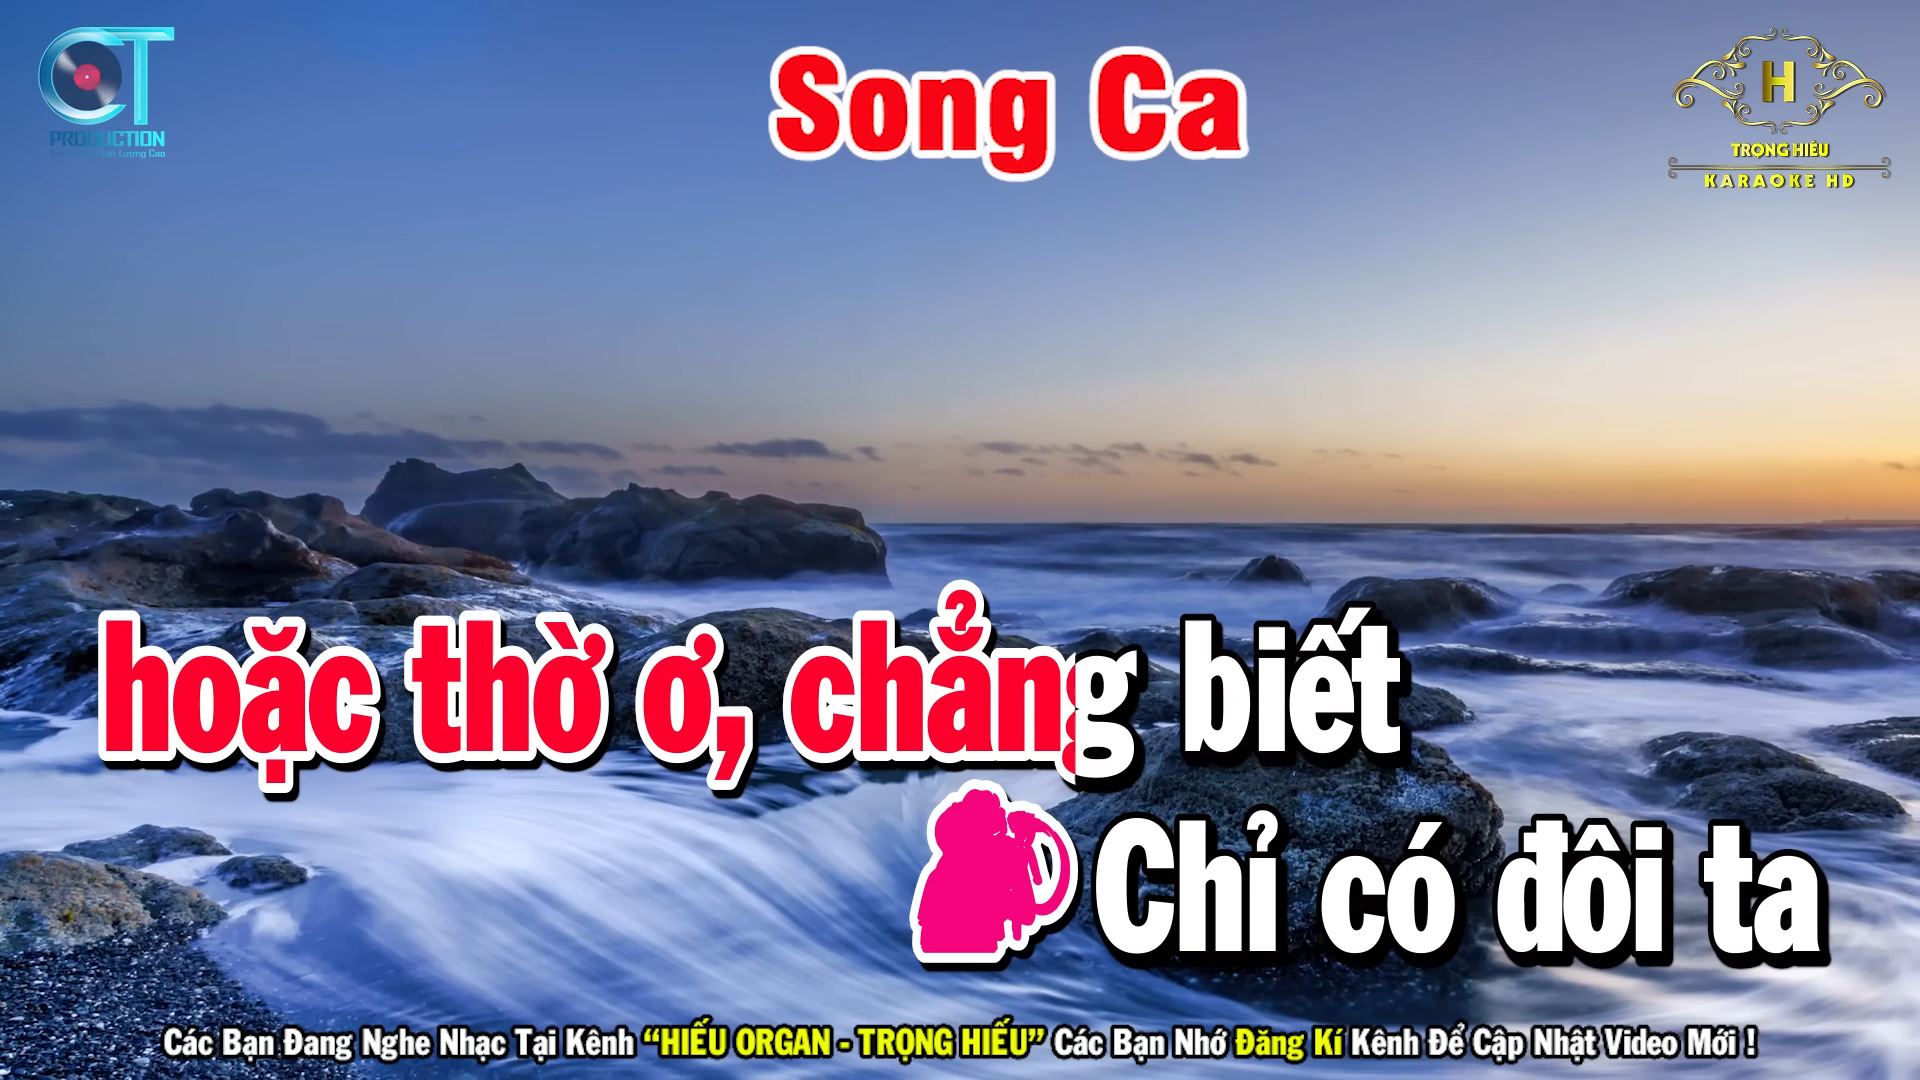 CT
PRODUCTION
Song Ca
H
TRỌNG HIẾU
KARAOKE HD
hoặc thờ ơ, chẳng biết
Chỉ có đôi ta
Các Bạn Đang Nghe Nhạc Tại Kênh “HIẾU ORGAN - TRỌNG HIẾU” Các Bạn Nhớ Đăng Kí Kênh Để Cập Nhật Video Mới !